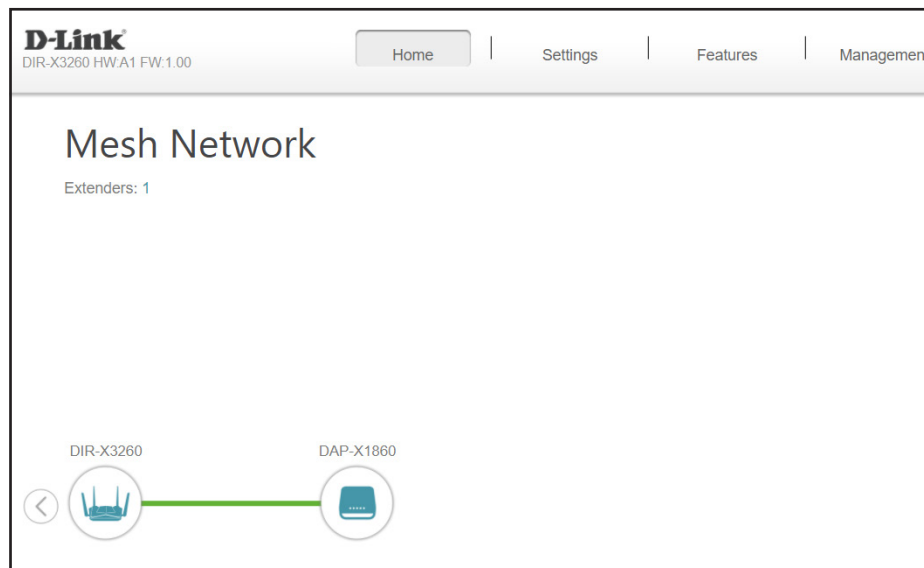 D-Link
DIR-X3260 HW:A1 FW:1.00
Home Settings Features Managemen
Mesh Network
Extenders: 1
DIR-X3260 DAP-X1860